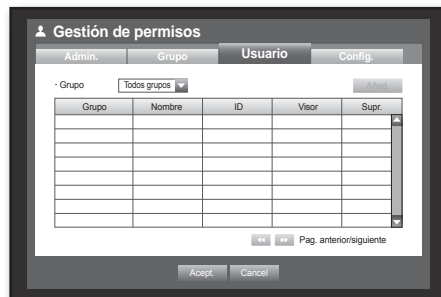 Gestión de permisos
Admin. Grupo Usuario Config.
· Grupo Todos grupos Añad.
Grupo Nombre ID Visor Supr.
Pag. anterior/siguiente
Acept. Cancel